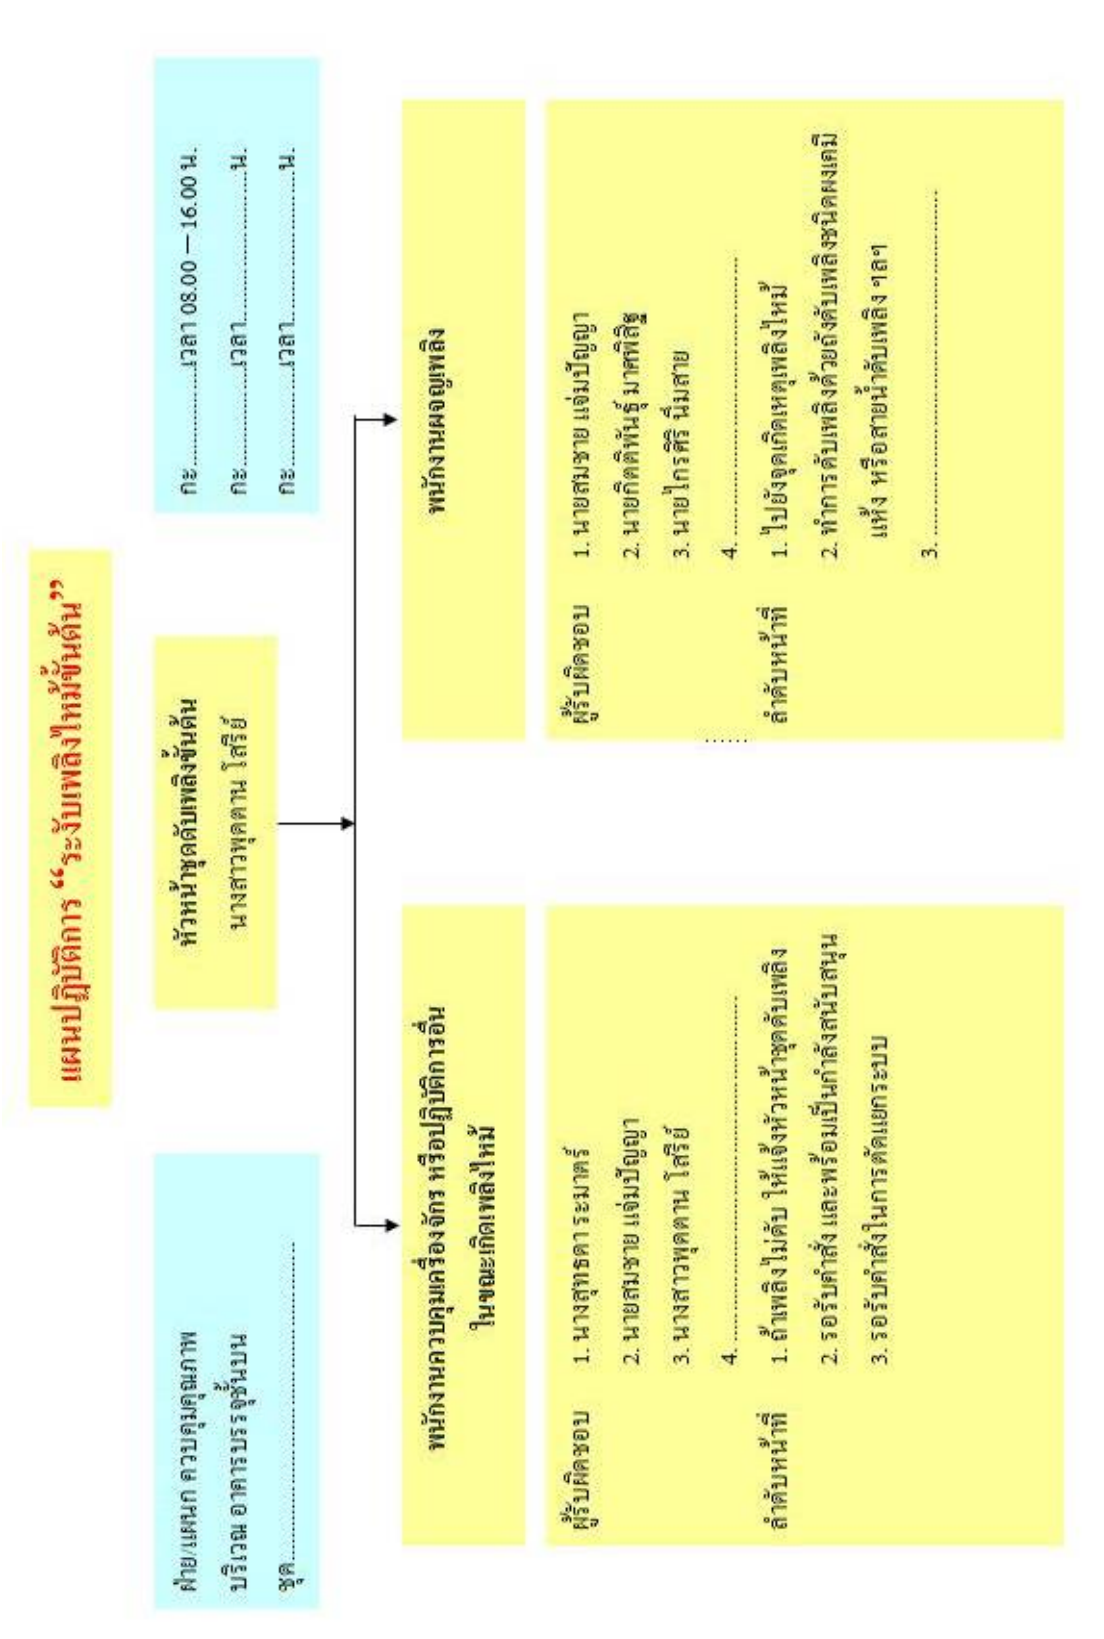 แผนปฏิบัติการ “ระงับเพลิงไหม้ขั้นต้น”
ฝ่าย/แผนก ควบคุมคุณภาพ
บริเวณ อาคารบรรจุชั้นบน
ชุด..........................................................
หัวหน้าชุดดับเพลิงขั้นต้น
นางสาวพุดตาน โสรีย์
กะ...............เวลา 08.00 – 16.00 น.
กะ...............เวลา..........................น.
กะ...............เวลา..........................น.
พนักงานควบคุมเครื่องจักร หรือปฏิบัติการอื่น
ในขณะเกิดเพลิงไหม้
ผู้รับผิดชอบ 1. นางสุทธดา ระมาตร์
2. นายสมชาย แจ่มปัญญา
3. นางสาวพุดตาน โสรีย์
4. ..........................................................
ลำดับหน้าที่ 1. ถ้าเพลิงไม่ดับ ให้แจ้งหัวหน้าชุดดับเพลิง
2. รอรับคำสั่ง และพร้อมเป็นกำลังสนับสนุน
3. รอรับคำสั่งในการตัดแยกระบบ
พนักงานผจญเพลิง
ผู้รับผิดชอบ 1. นายสมชาย แจ่มปัญญา
2. นายกิตติพันธุ์ มาศพิสิฐ
3. นายไกรศิริ นิ่มสาย
4. ..............................................
......
ลำดับหน้าที่ 1. ไปยังจุดเกิดเหตุเพลิงไหม้
2. ทำการดับเพลิงด้วยถังดับเพลิงชนิดผงเคมี
แห้ง หรือสายน้ำดับเพลิง ฯลฯ
3. ..........................................................